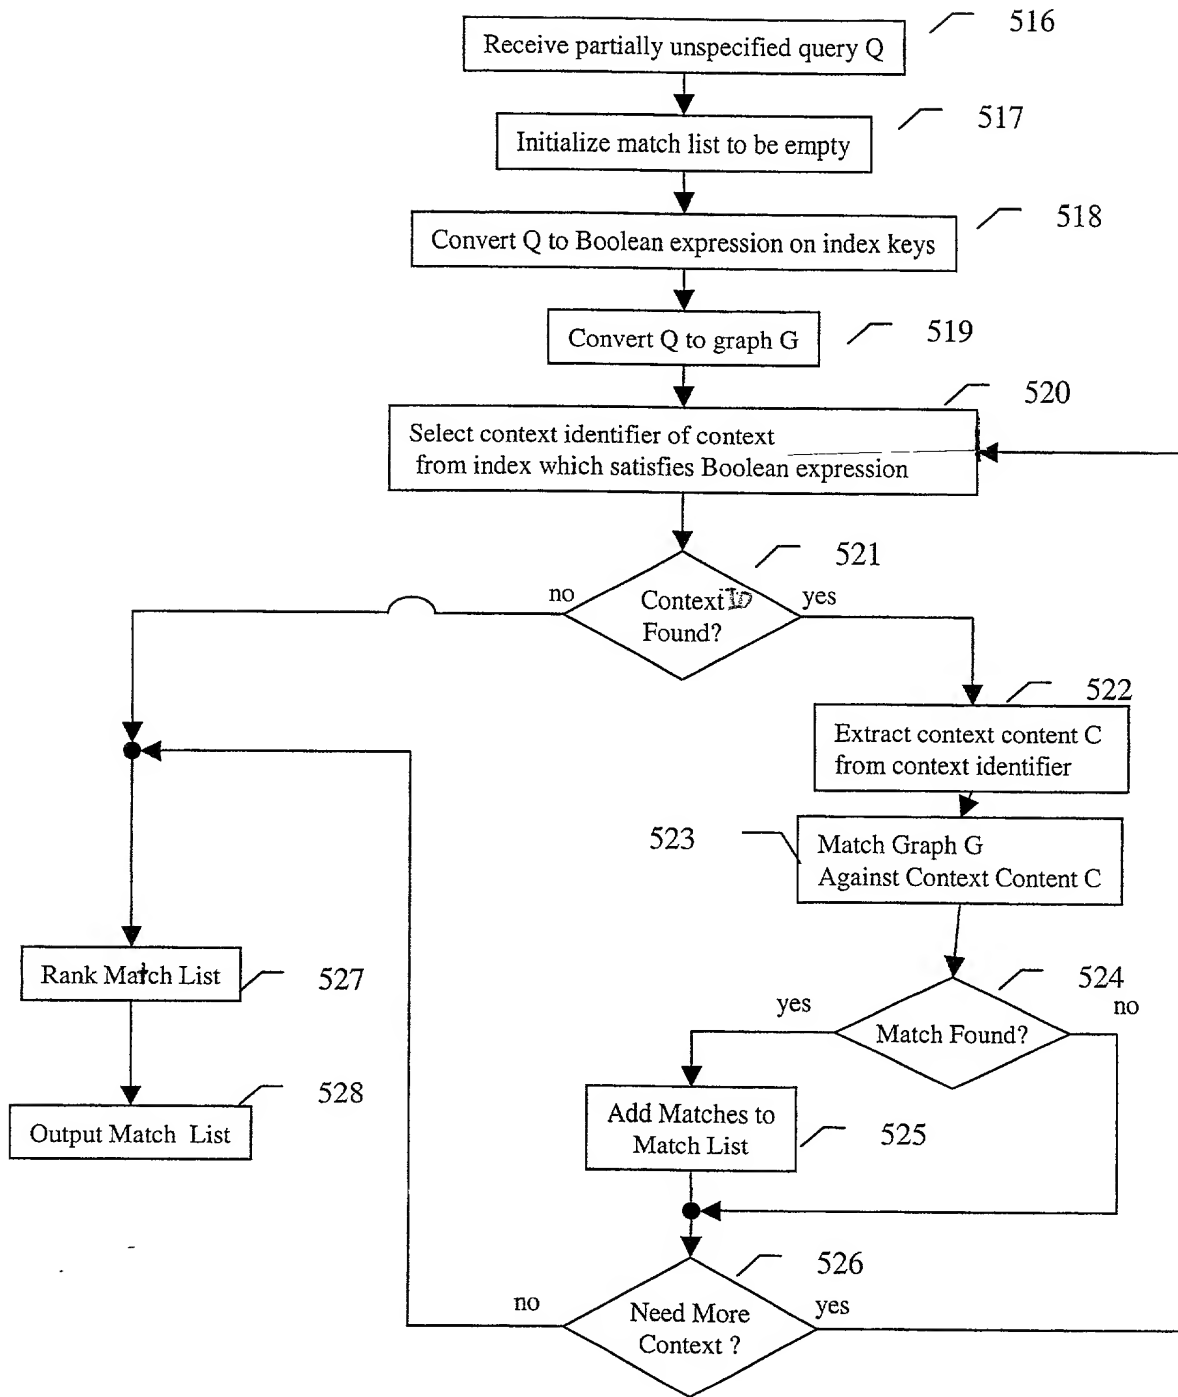 516
Receive partially unspecified query Q
517
Initialize match list to be empty
518
Convert Q to Boolean expression on index keys
519
Convert Q to graph G
520
Select context identifier of context
from index which satisfies Boolean expression
521
no
Context ID
Found?
yes
522
Extract context content C
from context identifier
523
Match Graph G
Against Context Content C
Rank Match List
527
524
yes
Match Found?
no
528
Output Match List
Add Matches to
Match List
525
526
no
Need More
Context ?
yes